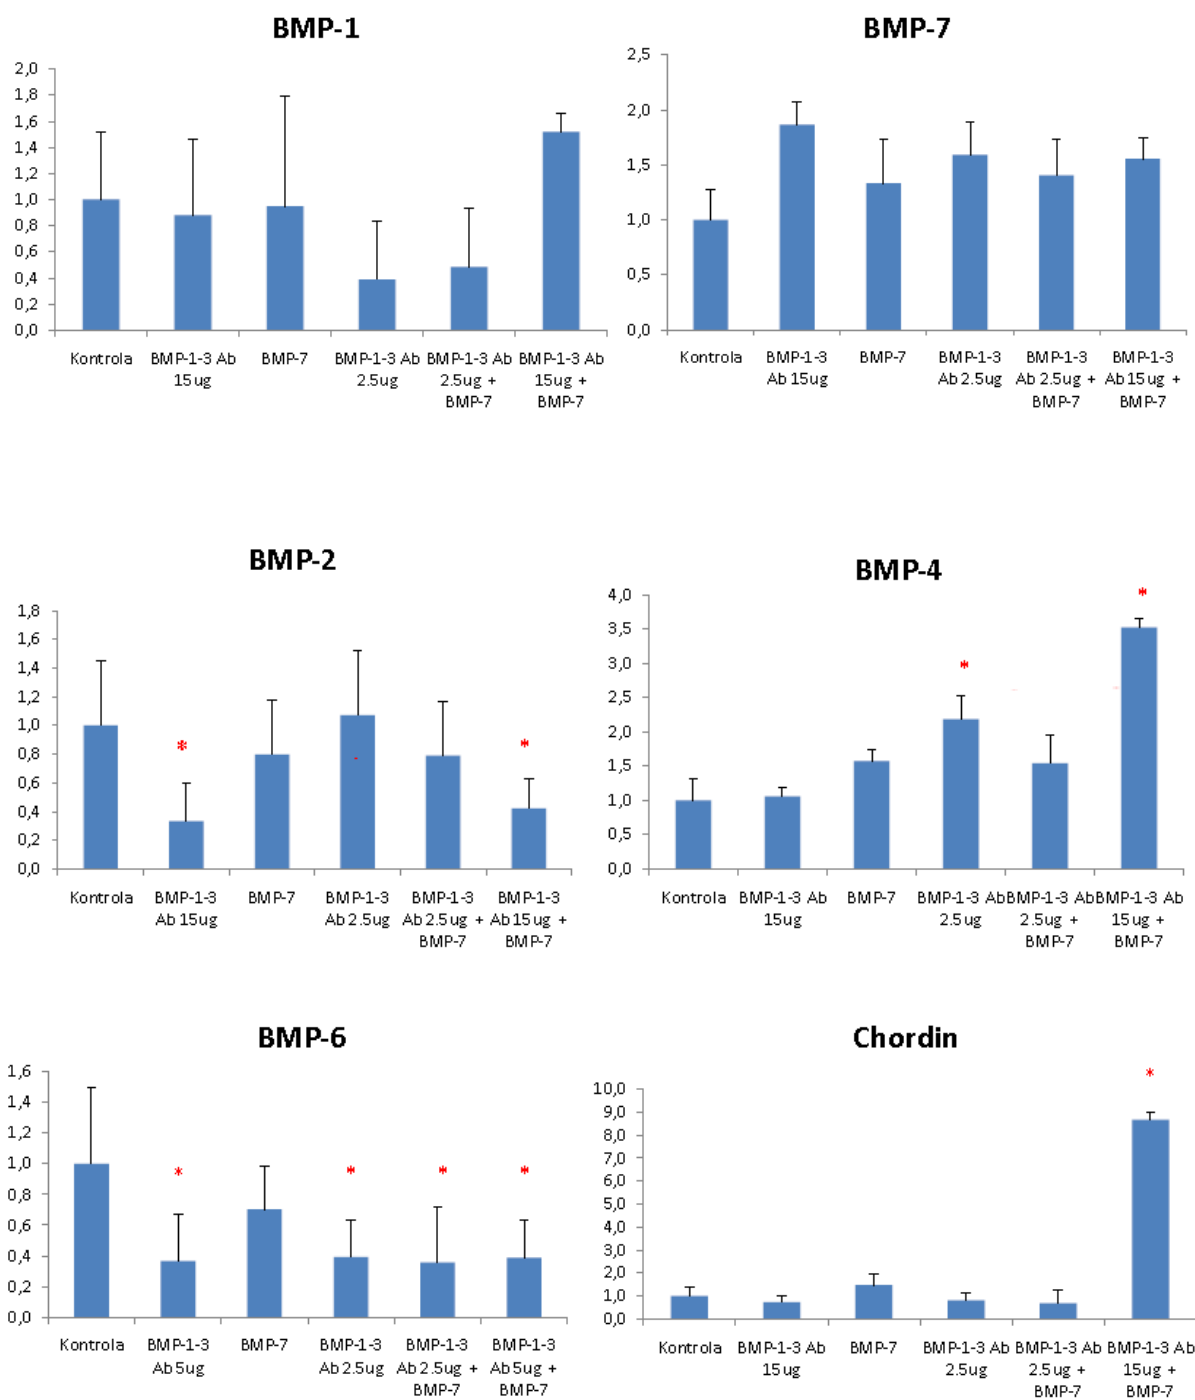 BMP-1
2,0
1,8
1,6
1,4
1,2
1,0
0,8
0,6
0,4
0,2
0,0
Kontrola BMP-1-3 Ab BMP-7 BMP-1-3 Ab BMP-1-3 Ab BMP-1-3 Ab
15ug 2.5ug 2.5ug + 15ug +
BMP-7 BMP-7
BMP-7
2,5
2,0
1,5
1,0
0,5
0,0
Kontrola BMP-1-3 BMP-7 BMP-1-3 BMP-1-3 BMP-1-3
Ab 15ug Ab 2.5ug Ab 2.5ug + Ab 15ug +
BMP-7 BMP-7
BMP-2
1,8
1,6
1,4
1,2
1,0
0,8
0,6
0,4
0,2
0,0
* *
Kontrola BMP-1-3 BMP-7 BMP-1-3 BMP-1-3 BMP-1-3
Ab 15ug Ab 2.5ug Ab 2.5ug + Ab 15ug +
BMP-7 BMP-7
BMP-4
4,0
3,5
3,0
2,5
2,0
1,5
1,0
0,5
0,0
* *
Kontrola BMP-1-3 Ab BMP-7 BMP-1-3 Ab BMP-1-3 Ab BMP-1-3 Ab
15ug 2.5ug 2.5ug + 15ug +
BMP-7 BMP-7
BMP-6
1,6
1,4
1,2
1,0
0,8
0,6
0,4
0,2
0,0
* * * *
Kontrola BMP-1-3 BMP-7 BMP-1-3 BMP-1-3 BMP-1-3
Ab 5ug Ab 2.5ug Ab 2.5ug + Ab 5ug +
BMP-7 BMP-7
Chordin
10,0
9,0
8,0
7,0
6,0
5,0
4,0
3,0
2,0
1,0
0,0
*
Kontrola BMP-1-3 Ab BMP-7 BMP-1-3 Ab BMP-1-3 Ab BMP-1-3 Ab
15ug 2.5ug 2.5ug + 15ug +
BMP-7 BMP-7